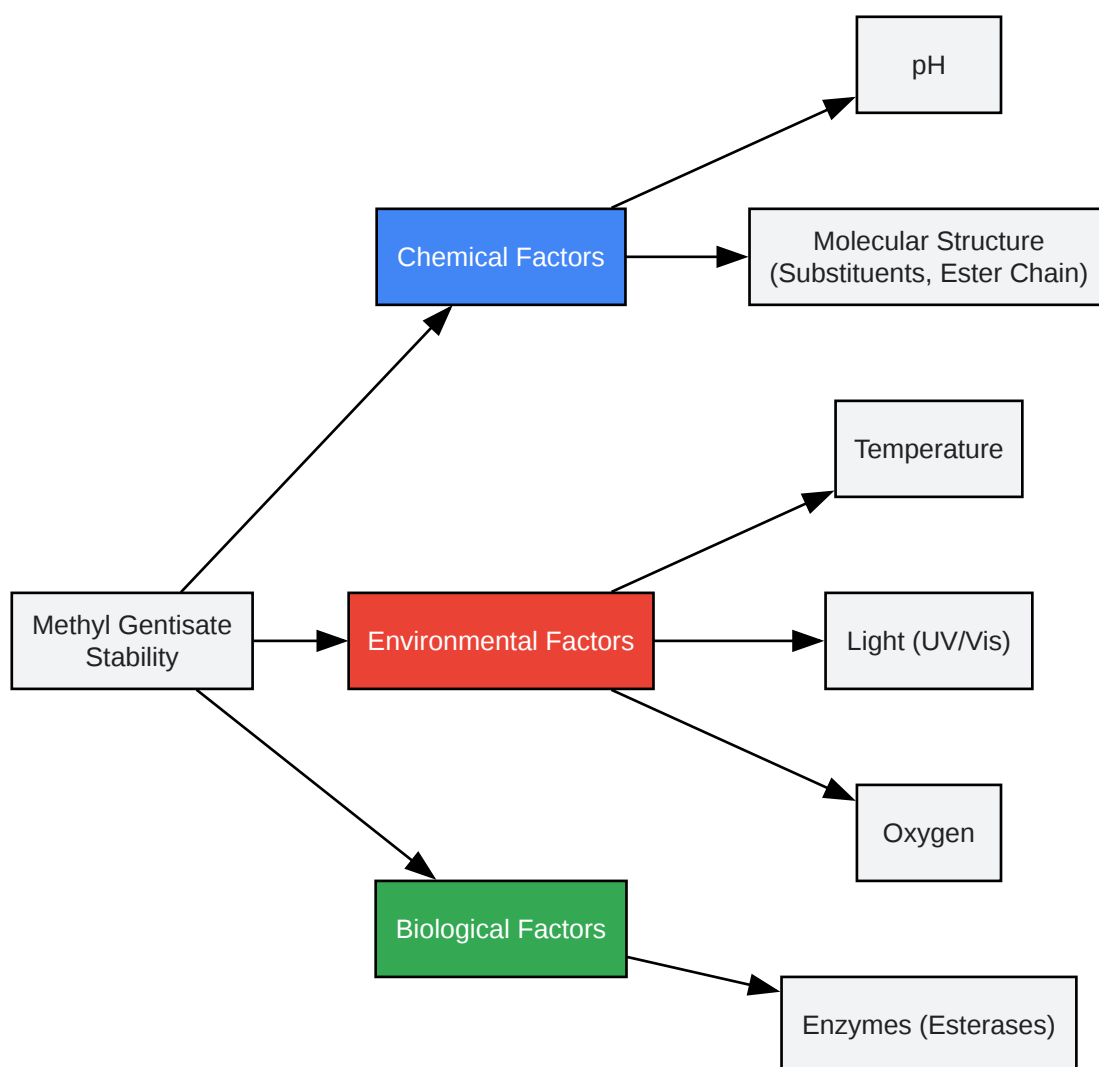 pH
Chemical Factors
Molecular Structure
(Substituents, Ester Chain)
Temperature
Methyl Gentisate
Stability
Environmental Factors
Light (UV/Vis)
Oxygen
Biological Factors
Enzymes (Esterases)